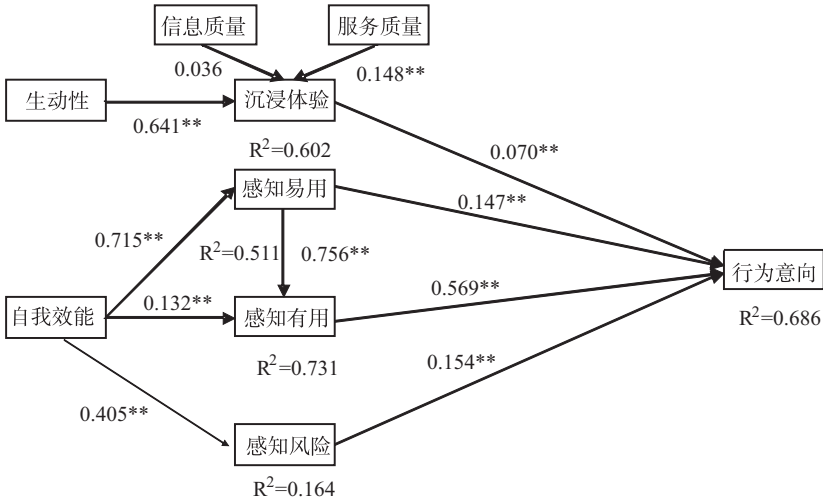 信息质量
服务质量
0.036
0.148**
生动性
沉浸体验
0.641**
R²=0.602
0.070**
感知易用
0.147**
0.715**
R²=0.511
0.756**
行为意向
0.569**
R²=0.686
自我效能
0.132**
感知有用
R²=0.731
0.154**
0.405**
感知风险
R²=0.164